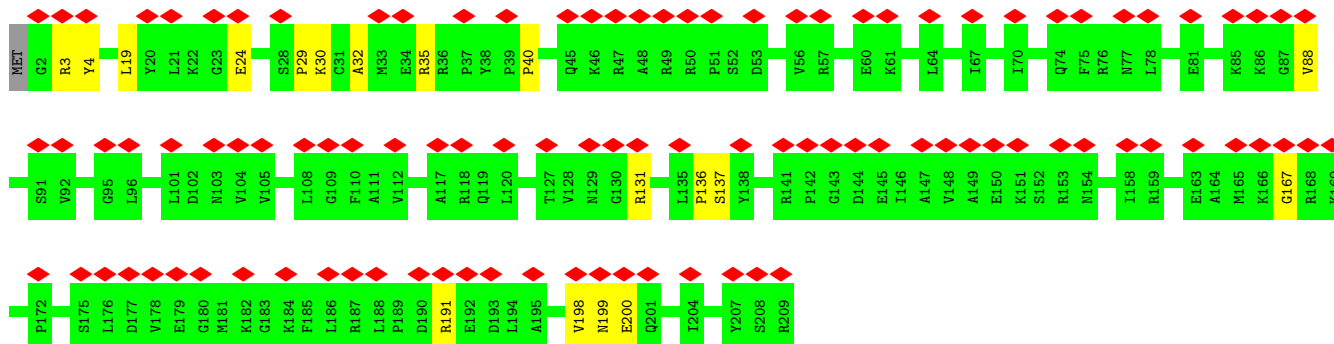 MET G2 R3 Y4 L19 Y20 L21 K22 G23 E24 S28 P29 K30 C31 A32 M33 E34 R35 R36 P37 Y38 P39 P40 Q45 K46 R47 A48 R49 R50 P51 S52 D53 V56 R57 E60 K61 L64 I67 I70 Q74 F75 R76 N77 L78 E81 K85 K86 G87 V88
S91 V92 G95 L96 L101 D102 N103 V104 V105 L108 G109 F110 A111 V112 A117 R118 Q119 L120 T127 V128 N129 G130 R131 L135 P136 S137 Y138 R141 P142 G143 D144 E145 I146 A147 V148 A149 E150 K151 S152 R153 N154 I158 R159 E163 A164 M165 K166 G167 R168 K169
P172 S175 L176 D177 V178 E179 G180 M181 K182 G183 K184 F185 L186 R187 L188 P189 D190 R191 E192 D193 L194 A195 V198 N199 E200 Q201 I204 Y207 S208 R209